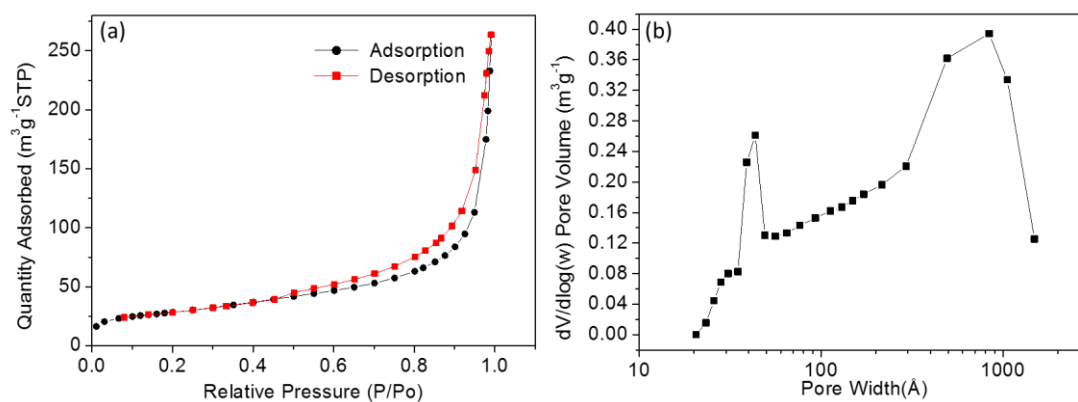 (a)
Adsorption
Desorption
Quantity Adsorbed (m³g⁻¹STP)
250
200
150
100
50
0
0.0 0.2 0.4 0.6 0.8 1.0
Relative Pressure (P/Po)
(b)
dV/dlog(w) Pore Volume (m³g⁻¹)
0.40
0.36
0.32
0.28
0.24
0.20
0.16
0.12
0.08
0.04
0.00
10 100 1000
Pore Width(Å)